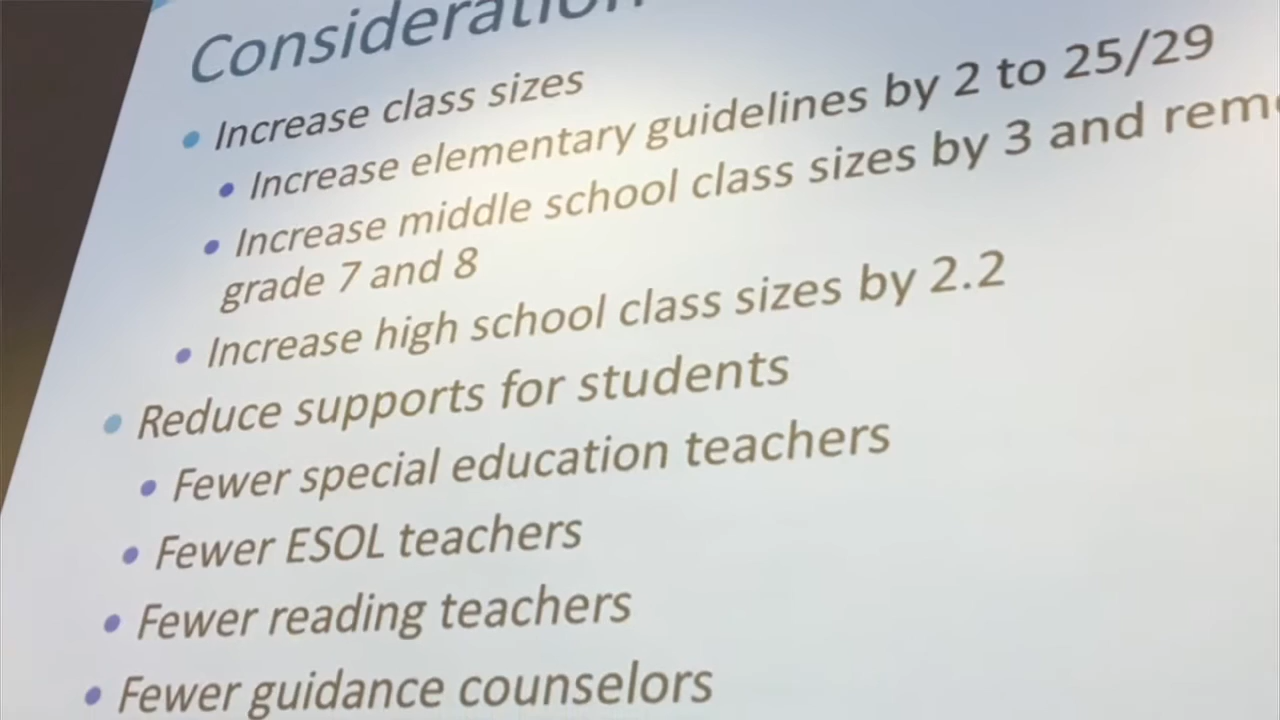 Consideration
Increase class sizes
Increase elementary guidelines by 2 to 25/29
Increase middle school class sizes by 3 and
grade 7 and 8
Increase high school class sizes by 2.2
Reduce supports for students
Fewer special education teachers
Fewer ESOL teachers
Fewer reading teachers
Fewer guidance counselors